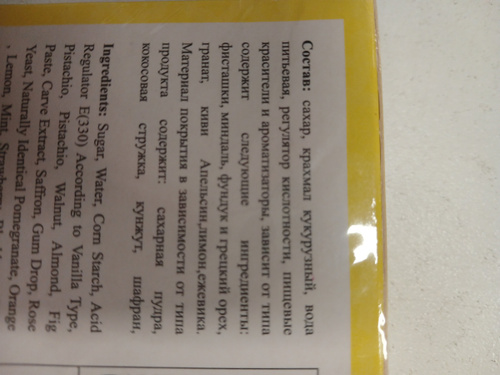 Состав: сахар, крахмал кукурузный, вода
питьевая, регулятор кислотности, пищевые
красители и ароматизаторы, зависит от типа
содержит следующие ингредиенты:
фисташки, миндаль, фундук и грецкий орех,
гранат, киви Апельсин,лимон,ежевика.
Материал покрытия в зависимости от типа
продукта содержит: сахарная пудра,
кокосовая стружка, кунжут, шафран,
Ingredients: Sugar, Water, Corn Starch, Acid
Regulator E(330) According to Vanilla Type,
Pistachio, Pistachio, Walnut, Almond, Fig
Paste, Carve Extract, Saffron, Gum Drop, Rose
Yeast, Naturally Identical Pomegranate, Orange
, Lemon, Mint, Strawberry,